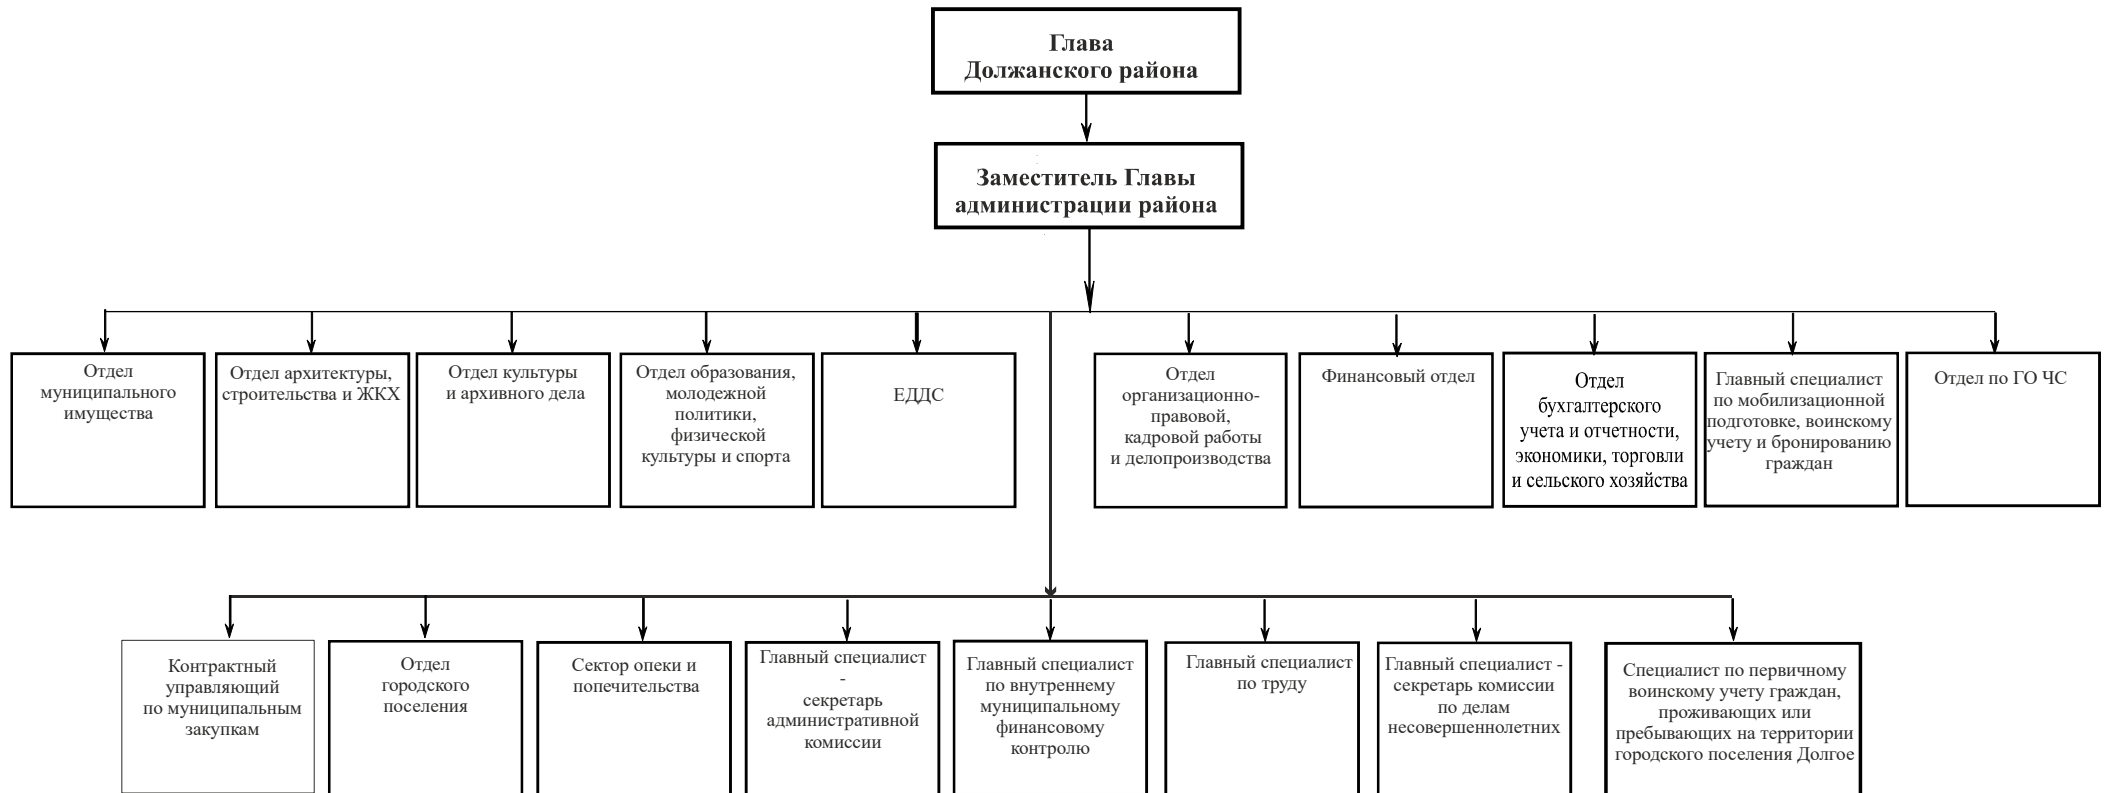 Глава
Должанского района
Заместитель Главы
администрации района
Отдел
муниципального
имущества
Отдел архитектуры,
строительства и ЖКХ
Отдел культуры
и архивного дела
Отдел образования,
молодежной
политики,
физической
культуры и спорта
ЕДДС
Отдел
организационно-
правовой,
кадровой работы
и делопроизводства
Финансовый отдел
Отдел
бухгалтерского
учета и отчетности,
экономики, торговли
и сельского хозяйства
Главный специалист
по мобилизационной
подготовке, воинскому
учету и бронированию
граждан
Отдел по ГО ЧС
Контрактный
управляющий
по муниципальным
закупкам
Отдел
городского
поселения
Сектор опеки и
попечительства
Главный специалист
-
секретарь
административной
комиссии
Главный специалист
по внутреннему
муниципальному
финансовому
контролю
Главный специалист
по труду
Главный специалист -
секретарь комиссии
по делам
несовершеннолетних
Специалист по первичному
воинскому учету граждан,
проживающих или
пребывающих на территории
городского поселения Долгое